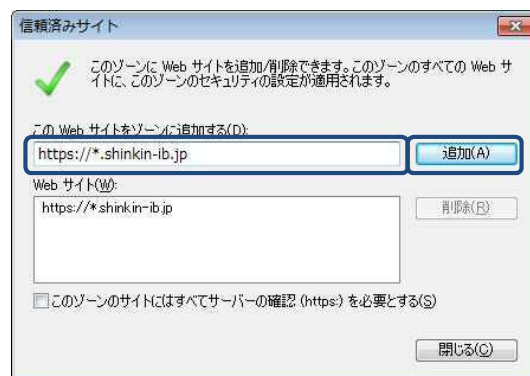 信頼済みサイト
このゾーンに Web サイトを追加/削除できます。このゾーンのすべての Web サ
イトに、このゾーンのセキュリティの設定が適用されます。
この Web サイトをゾーンに追加する(D):
https://*.shinkin-ib.jp
追加(A)
Web サイト(W):
https://*.shinkin-ib.jp
削除(R)
このゾーンのサイトにはすべてサーバーの確認 (https:) を必要とする(S)
閉じる(C)